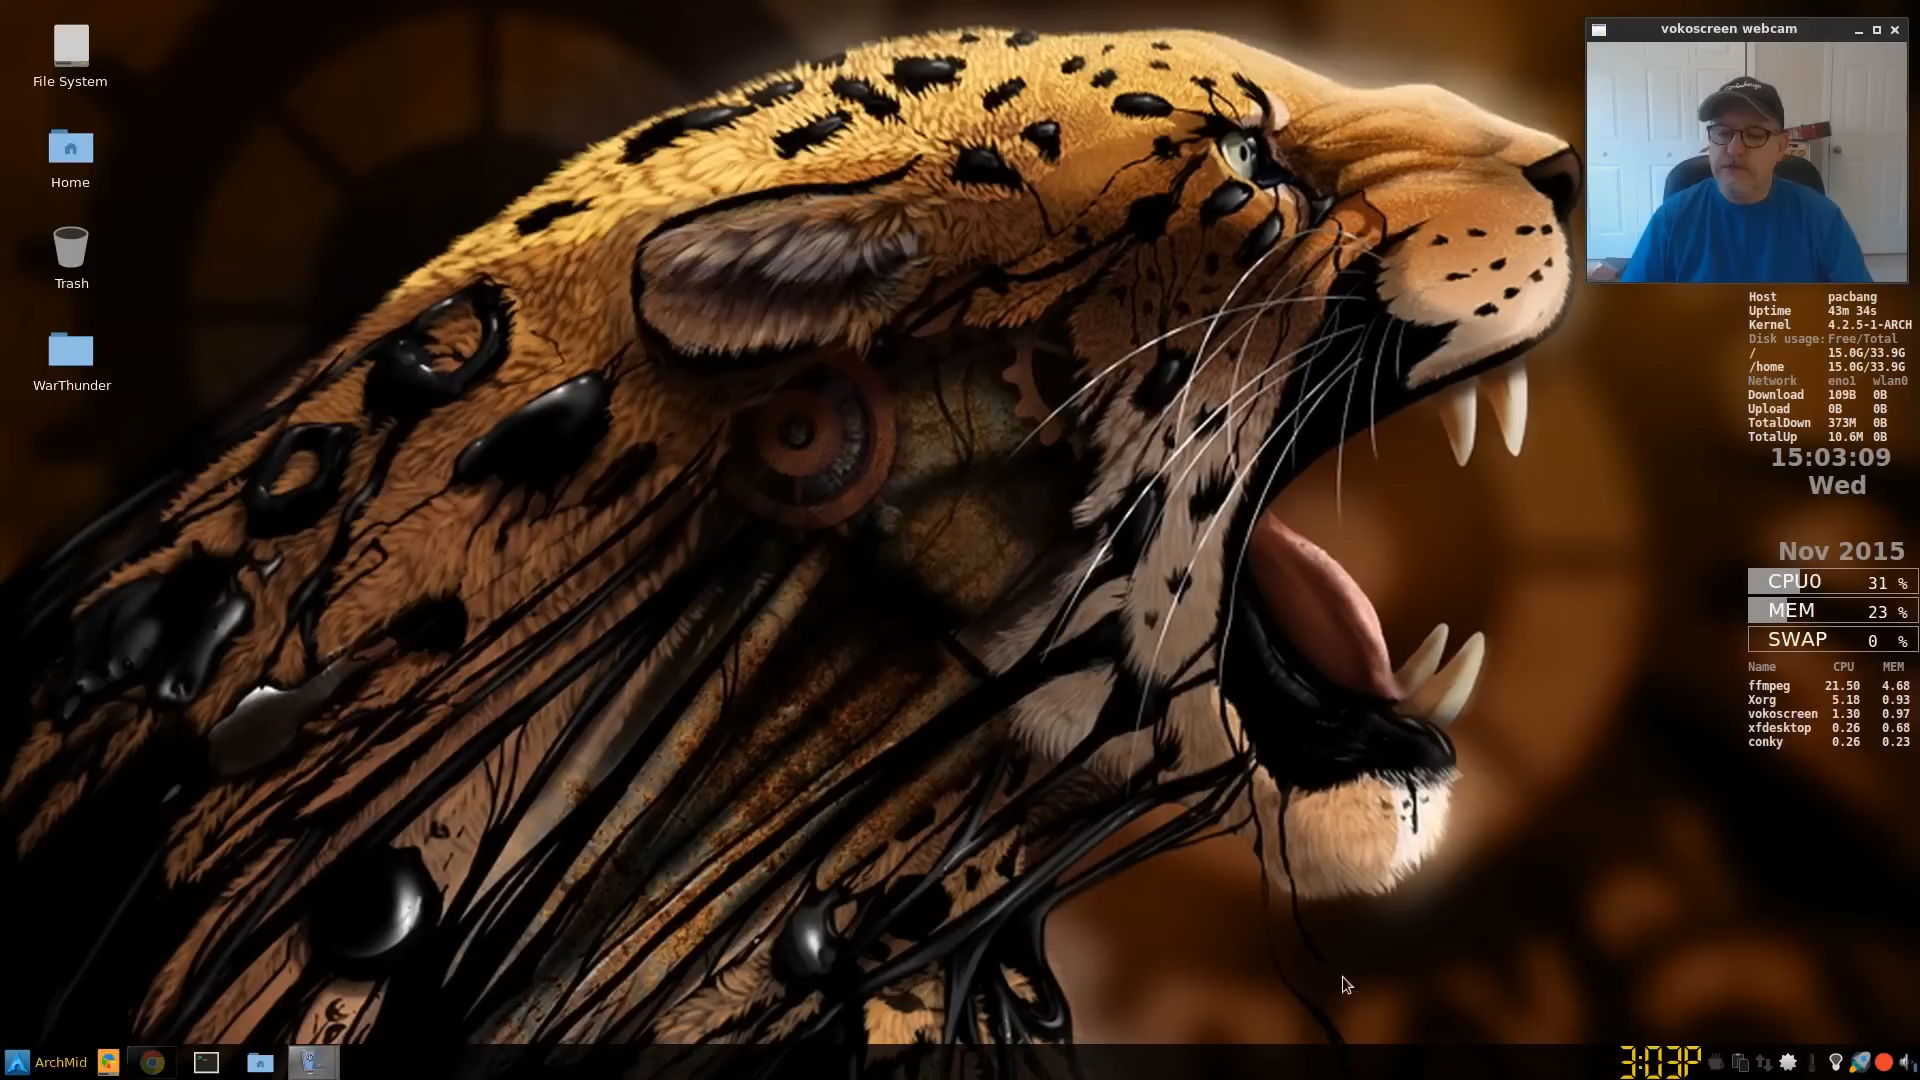 File System
Home
Trash
WarThunder
vokoscreen webcam
Host pacbang
Uptime 43m 34s
Kernel 4.2.5-1-ARCH
Disk usage: Free/Total
/ 15.0G/33.9G
/home 15.0G/33.9G
Network eno1 wlan0
Download 109B 0B
Upload 0B 0B
TotalDown 373M 0B
TotalUp 10.6M 0B
15:03:09
Wed
Nov 2015
CPU0 31 %
MEM 23 %
SWAP 0 %
Name CPU MEM
ffmpeg 21.50 4.68
Xorg 5.18 0.93
vokoscreen 1.30 0.97
xfdesktop 0.26 0.68
conky 0.26 0.23
ArchMid
3:03P